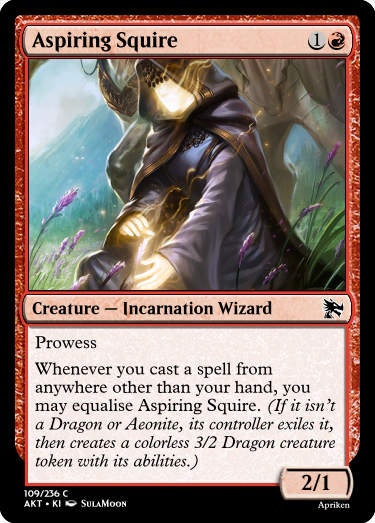 Aspiring Squire 1
Creature — Incarnation Wizard
Prowess
Whenever you cast a spell from
anywhere other than your hand, you
may equalise Aspiring Squire. (If it isn't
a Dragon or Aeonite, its controller exiles it,
then creates a colorless 3/2 Dragon creature
token with its abilities.)
2/1
109/236 C
AKT • KI SulaMoon
Apriken